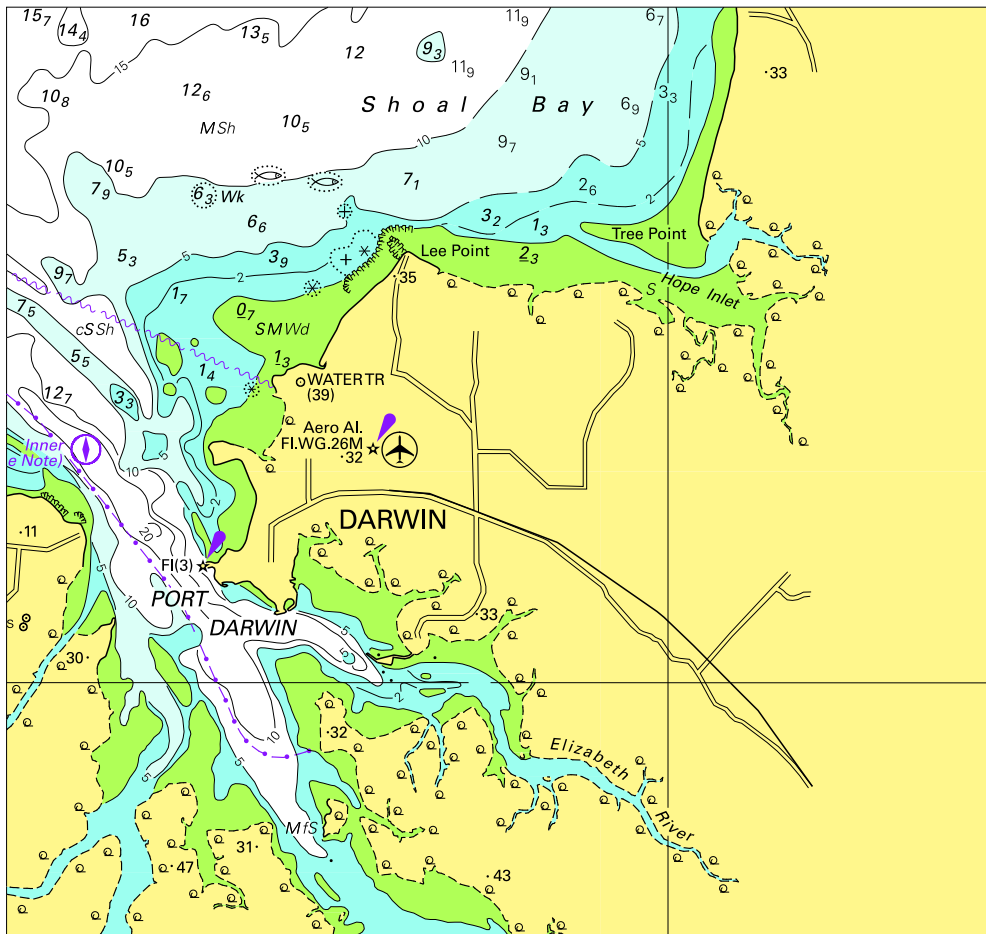 15₇
14₄
16
13₅
12
9₃
11₉
11₉
6₇
·33
10₈
15
12₆
9₁
3₃
Shoal Bay
6₉
MSh
10₅
10
9₇
5
10₅
7₉
6₃ Wk
7₁
2₆
2
6₆
3₂
1₃
Tree Point
5₃
5
3₉
Lee Point
2₃
9₇
2
·35
Hope Inlet
S
1₇
7₅
0₇
cSSh
SMWd
5₅
1₃
1₄
WATER TR
(39)
12₇
3₃
Aero Al.
Fl.WG.26M
·32
Inner
e Note)
5
10
5
2
DARWIN
20
·11
5
Fl(3)
10
PORT
DARWIN
·33
S
5
5
30·
2
·32
10
5
5
Elizabeth
River
MfS
31·
·47
·43